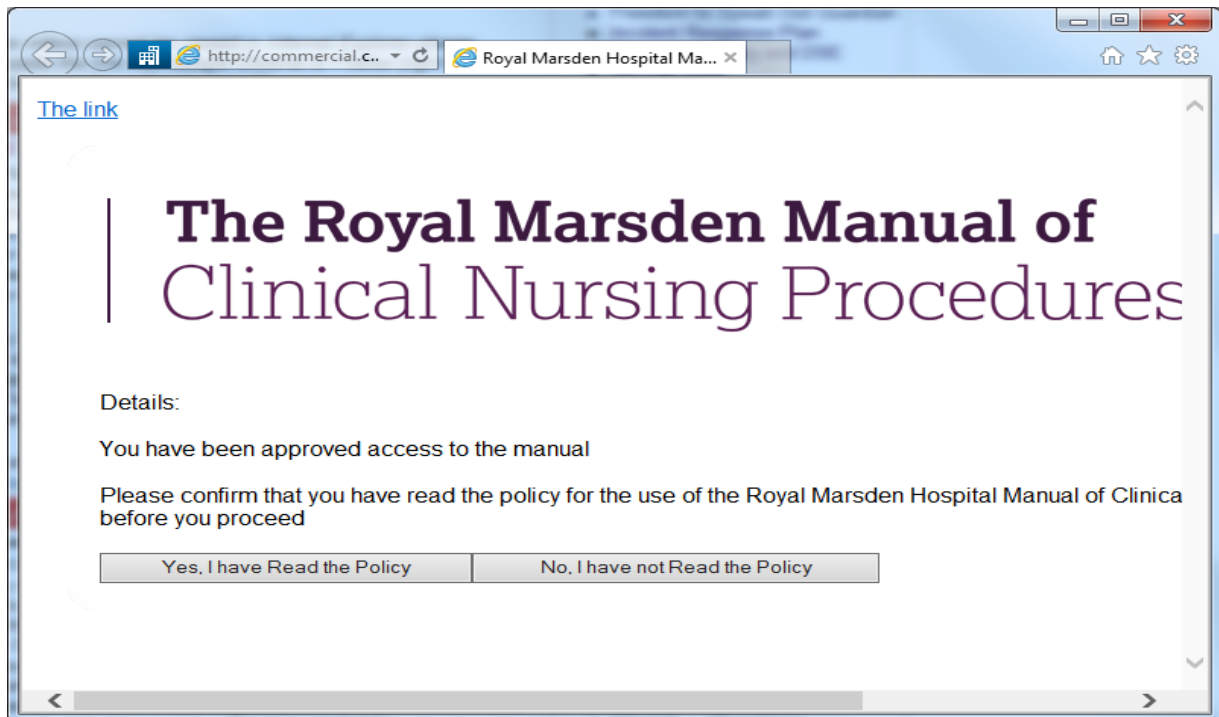 http://commercial.c..
Royal Marsden Hospital Ma...
The link
The Royal Marsden Manual of
Clinical Nursing Procedures
Details:
You have been approved access to the manual
Please confirm that you have read the policy for the use of the Royal Marsden Hospital Manual of Clinica
before you proceed
Yes, I have Read the Policy
No, I have not Read the Policy